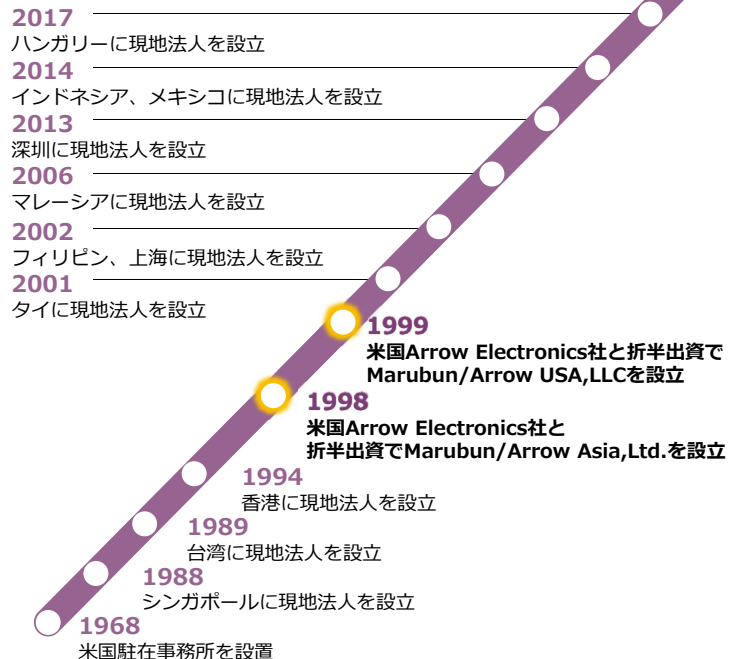 2017
ハンガリーに現地法人を設立
2014
インドネシア、メキシコに現地法人を設立
2013
深圳に現地法人を設立
2006
マレーシアに現地法人を設立
2002
フィリピン、上海に現地法人を設立
2001
タイに現地法人を設立
1999
米国Arrow Electronics社と折半出資で
Marubun/Arrow USA,LLCを設立
1998
米国Arrow Electronics社と
折半出資でMarubun/Arrow Asia,Ltd.を設立
1994
香港に現地法人を設立
1989
台湾に現地法人を設立
1988
シンガポールに現地法人を設立
1968
米国駐在事務所を設置